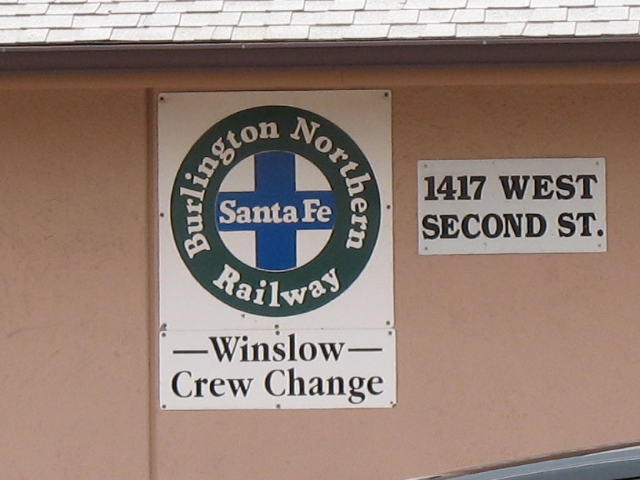 Burlington Northern
Santa Fe
Railway
—Winslow—
Crew Change
1417 WEST
SECOND ST.